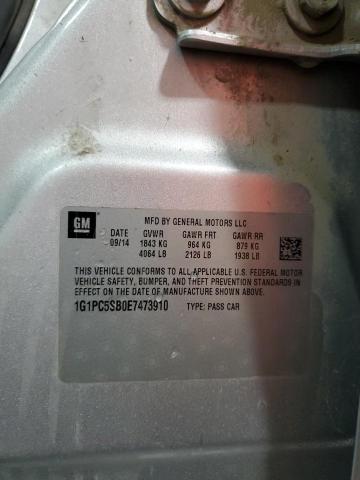 GM
MFD BY GENERAL MOTORS LLC
DATE GVWR GAWR FRT GAWR RR
09/14 1843 KG 964 KG 879 KG
4064 LB 2126 LB 1938 LB
THIS VEHICLE CONFORMS TO ALL APPLICABLE U.S. FEDERAL MOTOR
VEHICLE SAFETY, BUMPER, AND THEFT PREVENTION STANDARDS
IN EFFECT ON THE DATE OF MANUFACTURE SHOWN ABOVE.
1G1PC5SB0E7473910 TYPE: PASS CAR